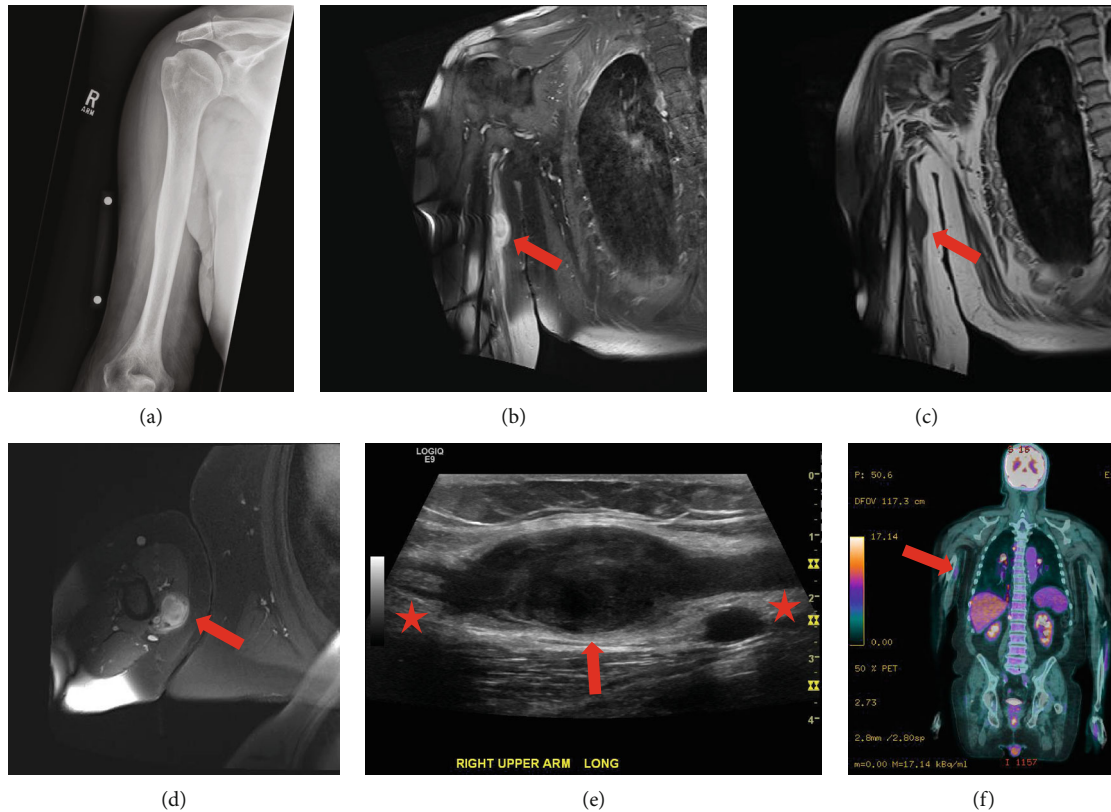 R
ARM
(a)
(b)
(c)
LOGIQ
E9
0
1
2
3
4
RIGHT UPPER ARM LONG
S 15
P: 50.6
E
DFOV 117.3 cm
17.14
0.00
50 % PET
2.73
2.8mm /2.80sp
m=0.00 M=17.14 kBq/ml
I 1157
(d)
(e)
(f)